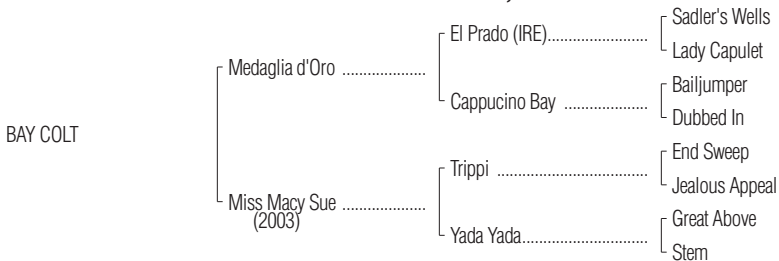 Sadler's Wells
El Prado (IRE)......................
Lady Capulet
Medaglia d'Oro .....................
Bailjumper
Cappucino Bay ...................
Dubbed In
BAY COLT
End Sweep
Trippi ...................................
Jealous Appeal
Miss Macy Sue .....................
(2003)
Great Above
Yada Yada.............................
Stem